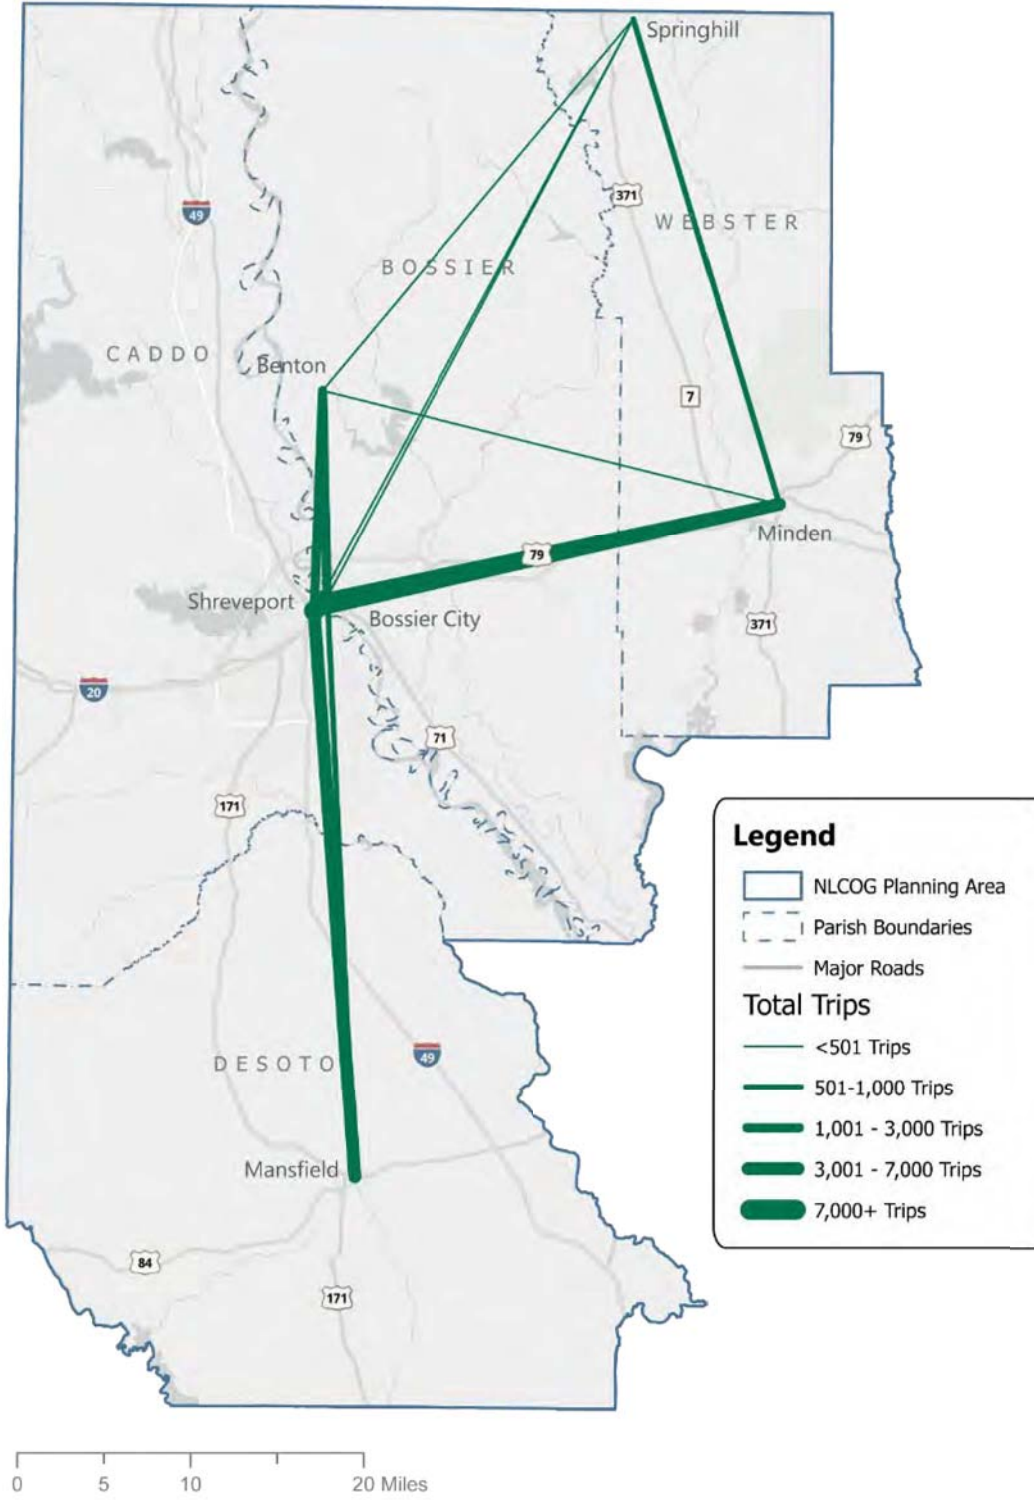 Springhill
371
WEBSTER
49
BOSSIER
CADDO
Benton
7
79
Minden
79
Shreveport
Bossier City
371
20
71
171
Legend
NLCOG Planning Area
Parish Boundaries
Major Roads
Total Trips
<501 Trips
501-1,000 Trips
1,001 - 3,000 Trips
3,001 - 7,000 Trips
7,000+ Trips
49
DESOTO
Mansfield
84
171
0 5 10 20 Miles